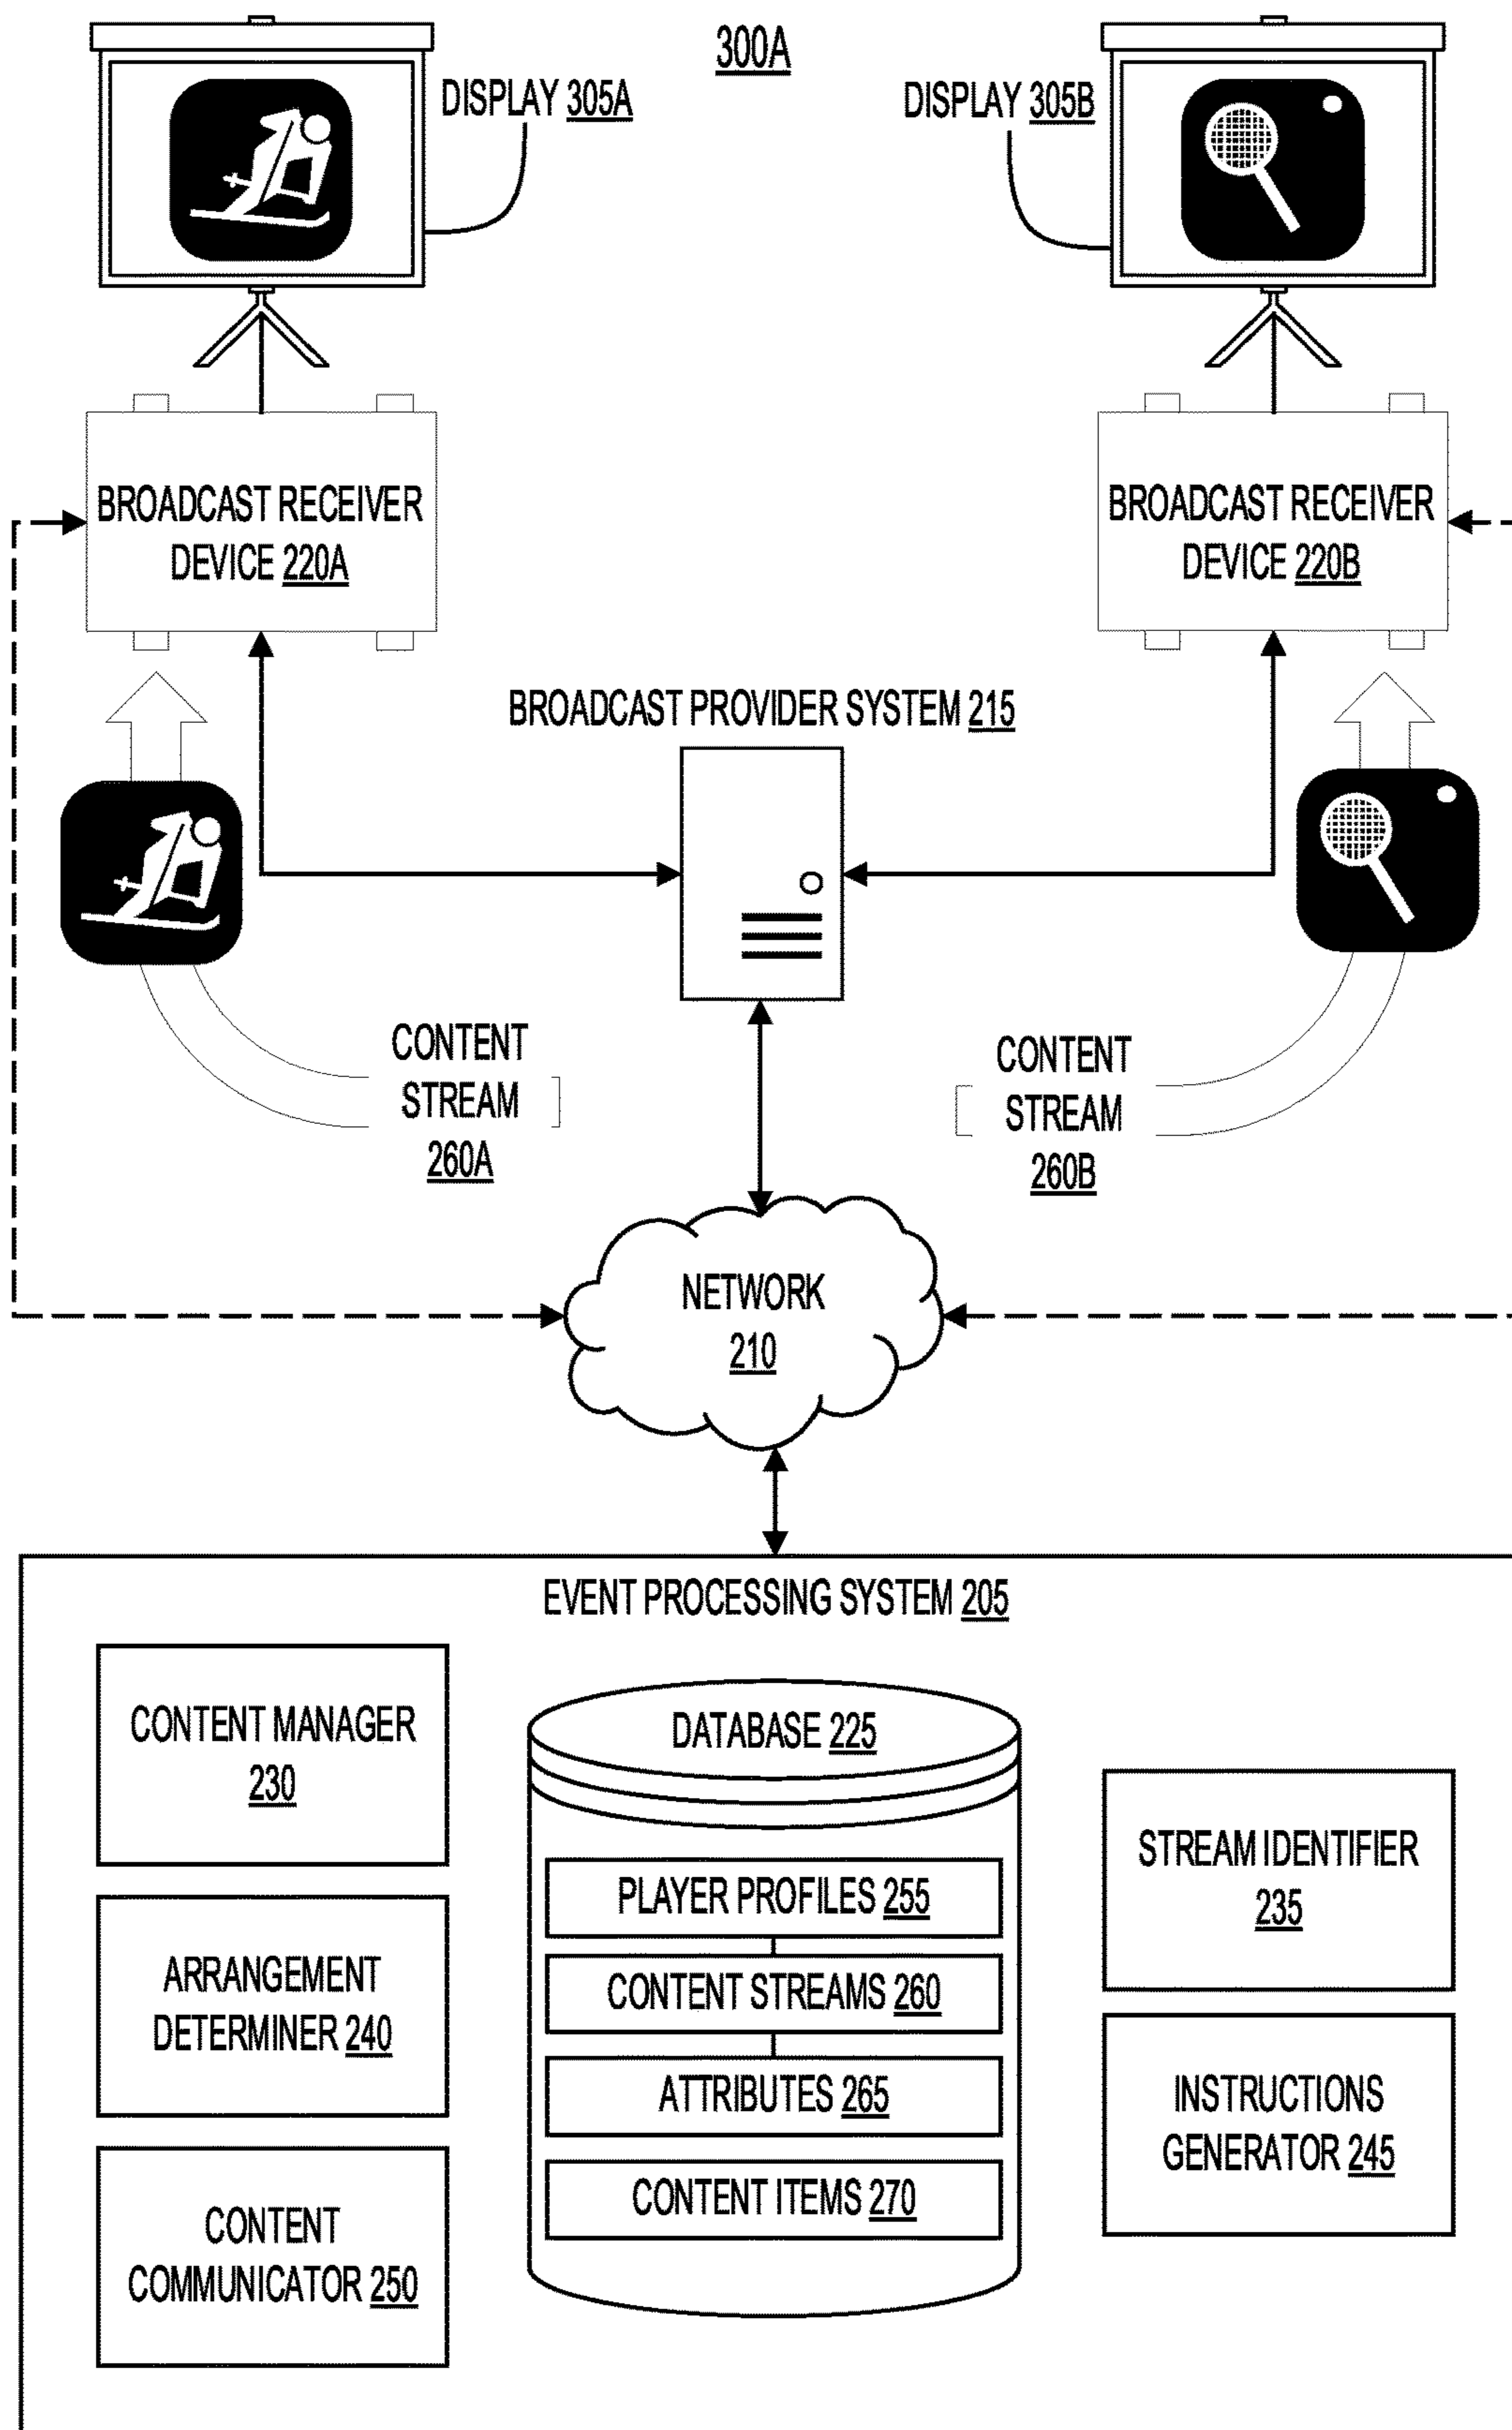 300A
DISPLAY 305A
DISPLAY 305B
BROADCAST RECEIVER
DEVICE 220A
BROADCAST RECEIVER
DEVICE 220B
BROADCAST PROVIDER SYSTEM 215
CONTENT
STREAM
260A
CONTENT
STREAM
260B
NETWORK
210
EVENT PROCESSING SYSTEM 205
CONTENT MANAGER
230
ARRANGEMENT
DETERMINER 240
CONTENT
COMMUNICATOR 250
DATABASE 225
PLAYER PROFILES 255
CONTENT STREAMS 260
ATTRIBUTES 265
CONTENT ITEMS 270
STREAM IDENTIFIER
235
INSTRUCTIONS
GENERATOR 245